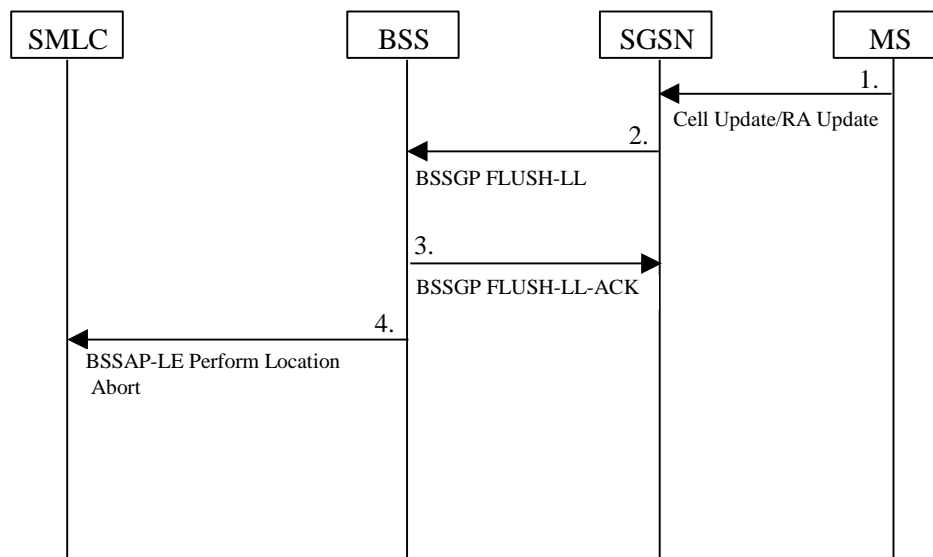 SMLC
BSS
SGSN
MS
1.
Cell Update/RA Update
2.
BSSGP FLUSH-LL
3.
BSSGP FLUSH-LL-ACK
4.
BSSAP-LE Perform Location
Abort